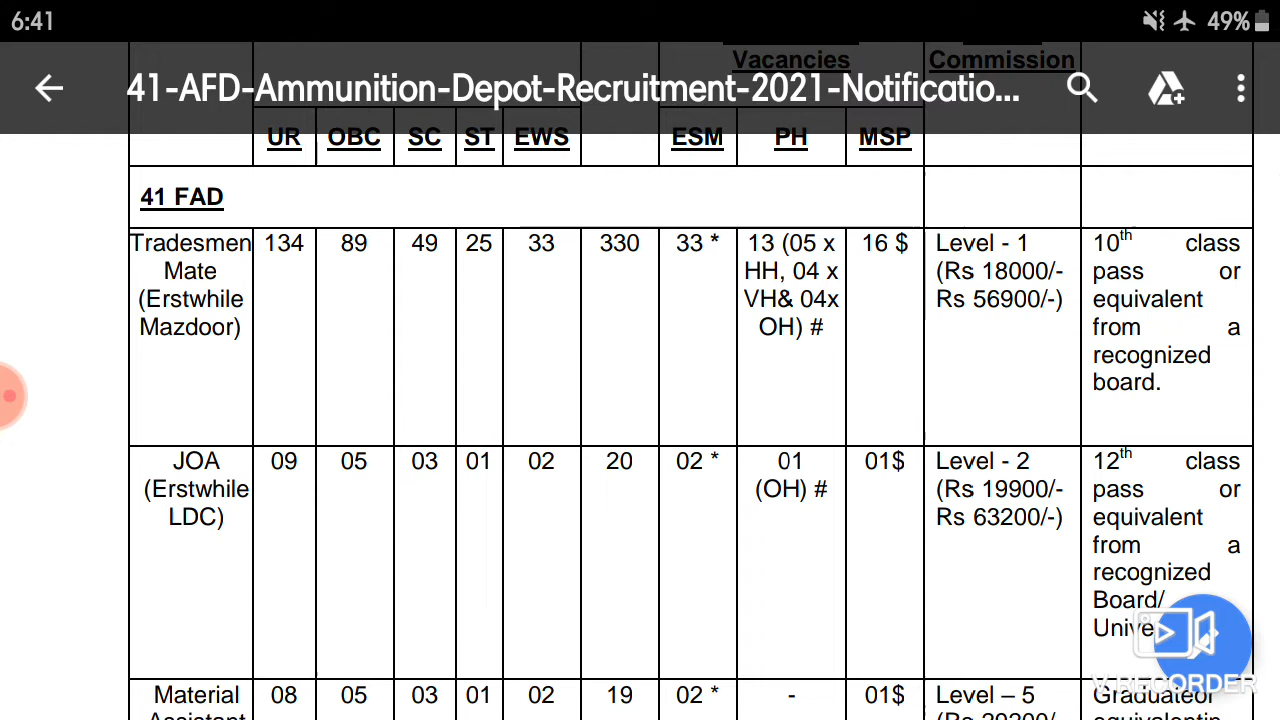 6:41 49%
Vacancies Commission
41-AFD-Ammunition-Depot-Recruitment-2021-Notificatio...
UR OBC SC ST EWS ESM PH MSP
41 FAD
Tradesmen 134 89 49 25 33 330 33 * 13 (05 x 16 $ Level - 1 10th class
Mate HH, 04 x (Rs 18000/- pass or
(Erstwhile VH& 04x Rs 56900/-) equivalent
Mazdoor) OH) # from a
recognized
board.
JOA 09 05 03 01 02 20 02 * 01 01$ Level - 2 12th class
(Erstwhile (OH) # (Rs 19900/- pass or
LDC) Rs 63200/-) equivalent
from a
recognized
Board/
V RECORDER
Material 08 05 03 01 02 19 02 * - 01$ Level – 5 Graduateor